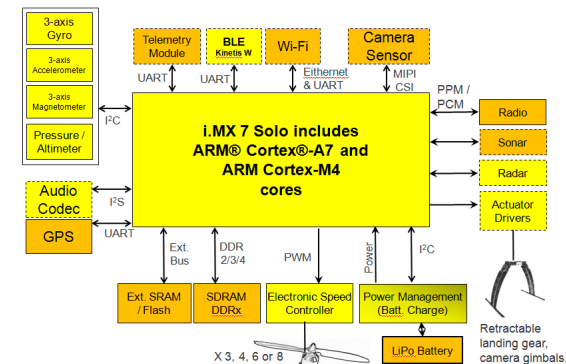 3-axis
Gyro
3-axis
Accelerometer
3-axis
Magnetometer
Pressure /
Altimeter
I²C
Telemetry
Module
UART
BLE
Kinetis W
UART
Wi-Fi
Eithernet
& UART
Camera
Sensor
MIPI
CSI
PPM /
PCM
i.MX 7 Solo includes
ARM® Cortex®-A7 and
ARM Cortex-M4
cores
Radio
Sonar
Radar
Actuator
Drivers
Audio
Codec
I²S
GPS
UART
Ext.
Bus
DDR
2/3/4
PWM
Power
I²C
Ext. SRAM
/ Flash
SDRAM
DDRx
Electronic Speed
Controller
Power Management
(Batt. Charge)
X 3, 4, 6 or 8
LiPo Battery
Retractable
landing gear,
camera gimbals,